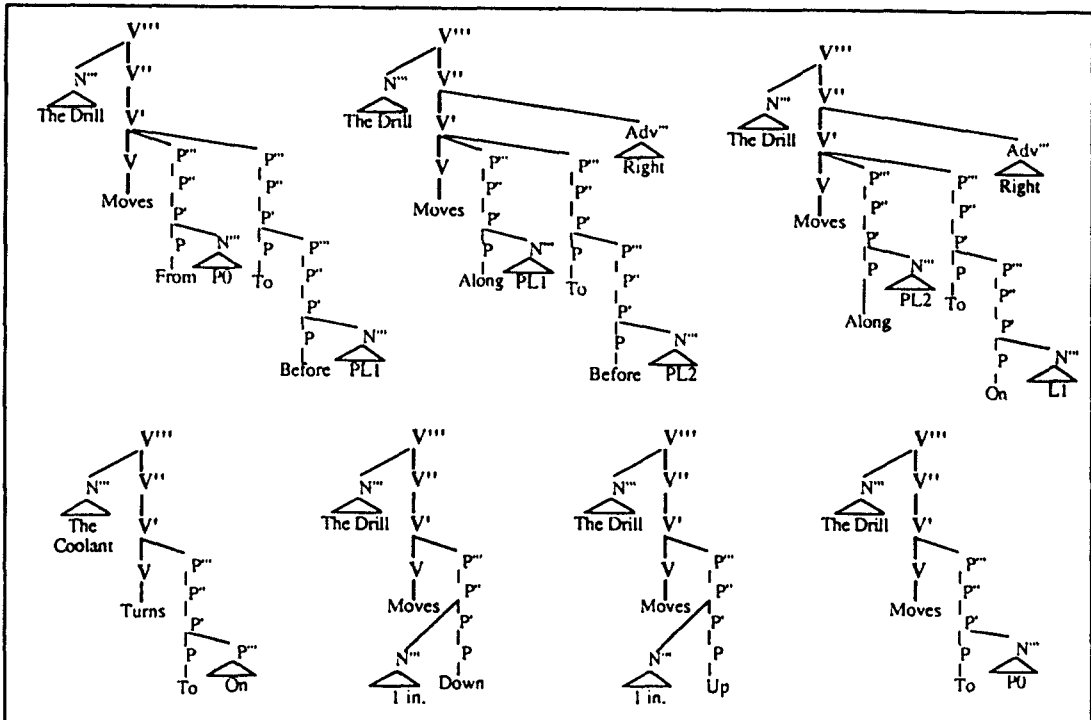 V'''
N'''
V''
The Drill
V'
V P''' P'''
Moves P'' P''
P' P'
P N''' P P'''
From P0 To
P''
P'
P N'''
Before PL1
V'''
N'''
V''
The Drill
V' Adv'''
Right
V P''' P'''
Moves P'' P''
P' P'
P N''' P P'''
Along PL1 To
P''
P'
P N'''
Before PL2
V'''
N'''
V''
The Drill
V' Adv'''
Right
V P''' P'''
Moves P'' P''
P' P'
P N''' P P'''
PL2 To
Along
P''
P'
P N'''
On L1
V'''
N'''
V''
The
Coolant
V'
V P'''
Turns P''
P'
P P'''
To On
V'''
N'''
V''
The Drill
V'
V P'''
Moves P''
P'
N''' P
1 in. Down
V'''
N'''
V''
The Drill
V'
V P'''
Moves P''
P'
N''' P
1 in. Up
V'''
N'''
V''
The Drill
V'
V P'''
Moves P''
P'
P N'''
To P0